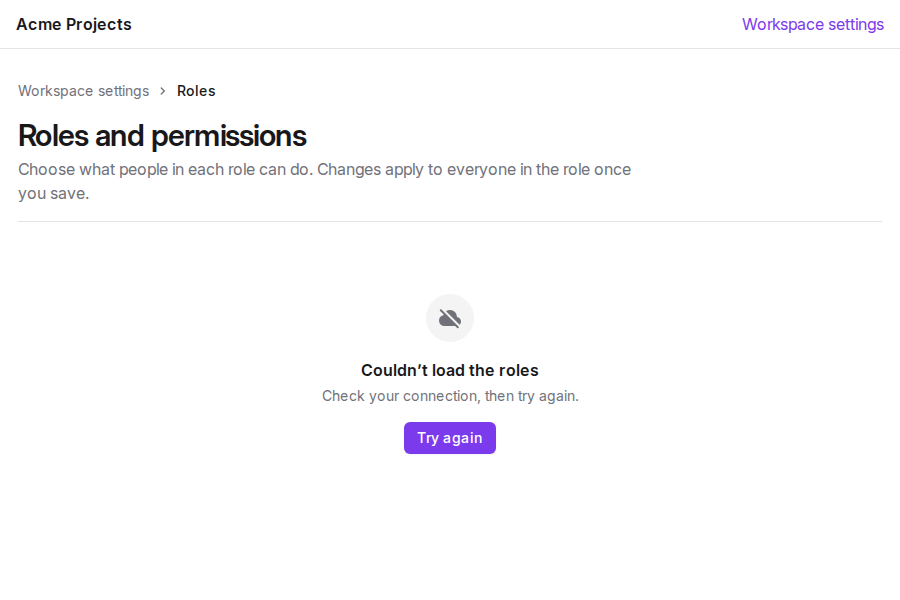 Acme Projects
Workspace settings
Workspace settings > Roles
Roles and permissions
Choose what people in each role can do. Changes apply to everyone in the role once
you save.
Couldn’t load the roles
Check your connection, then try again.
Try again